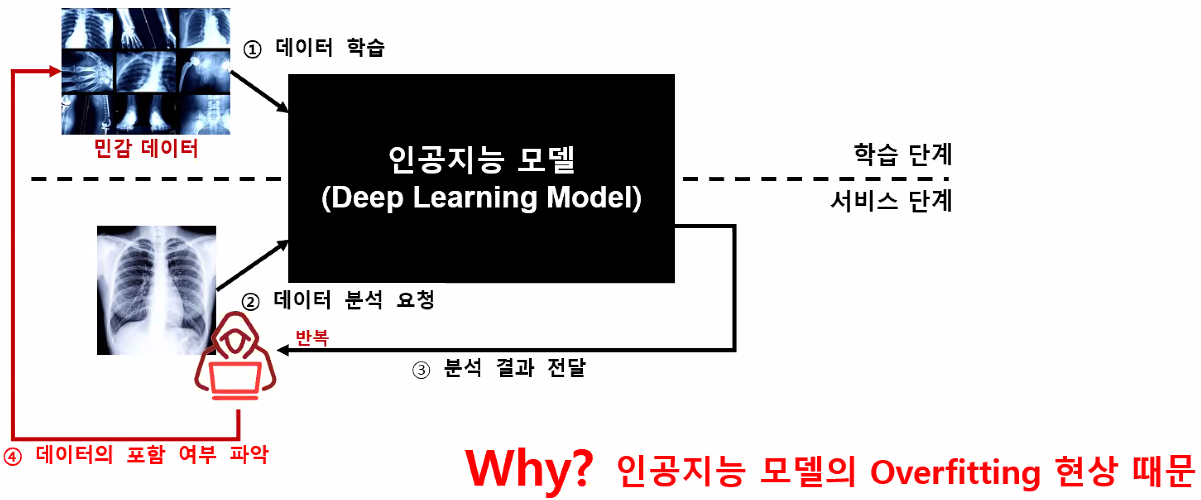 ① 데이터 학습
민감 데이터
인공지능 모델
(Deep Learning Model)
학습 단계
서비스 단계
② 데이터 분석 요청
반복
③ 분석 결과 전달
④ 데이터의 포함 여부 파악
Why? 인공지능 모델의 Overfitting 현상 때문